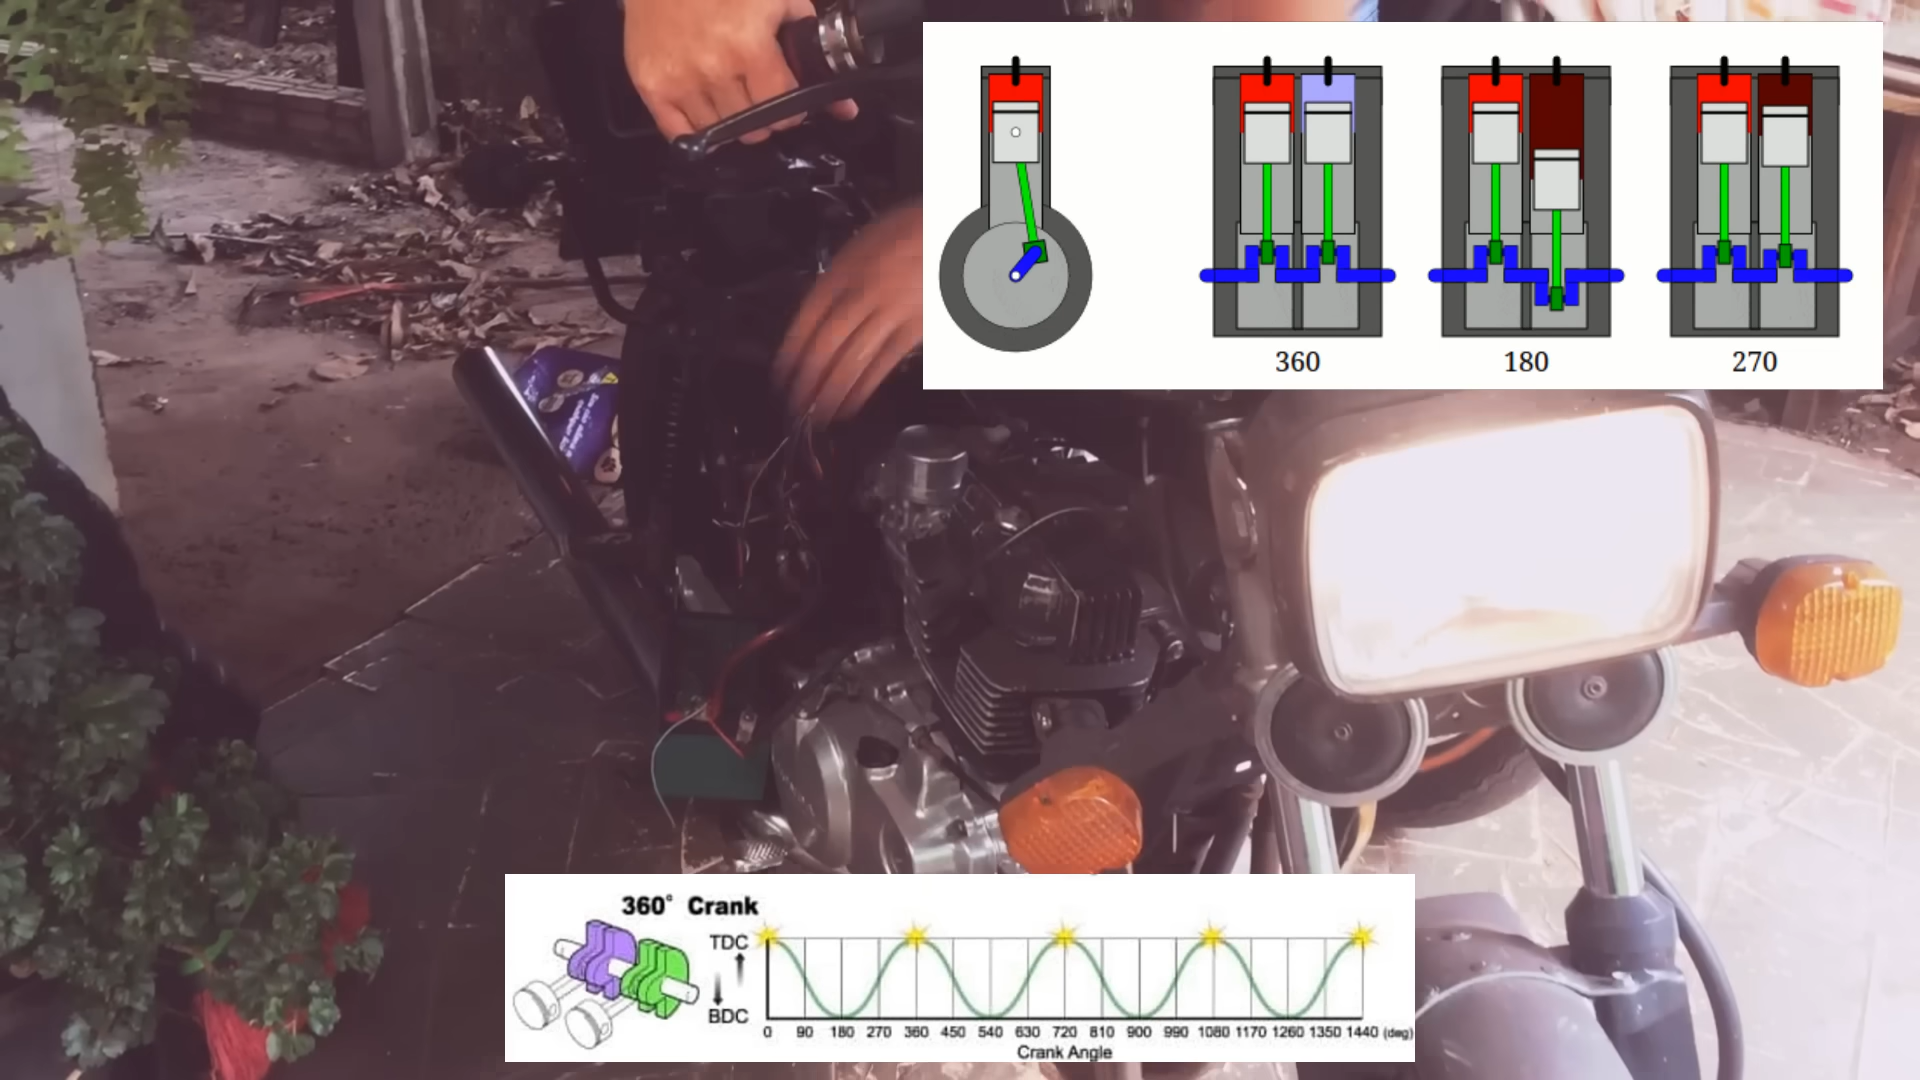 360 180 270
360° Crank
TDC
BDC
0 90 180 270 360 450 540 630 720 810 900 990 1080 1170 1260 1350 1440 (deg)
Crank Angle